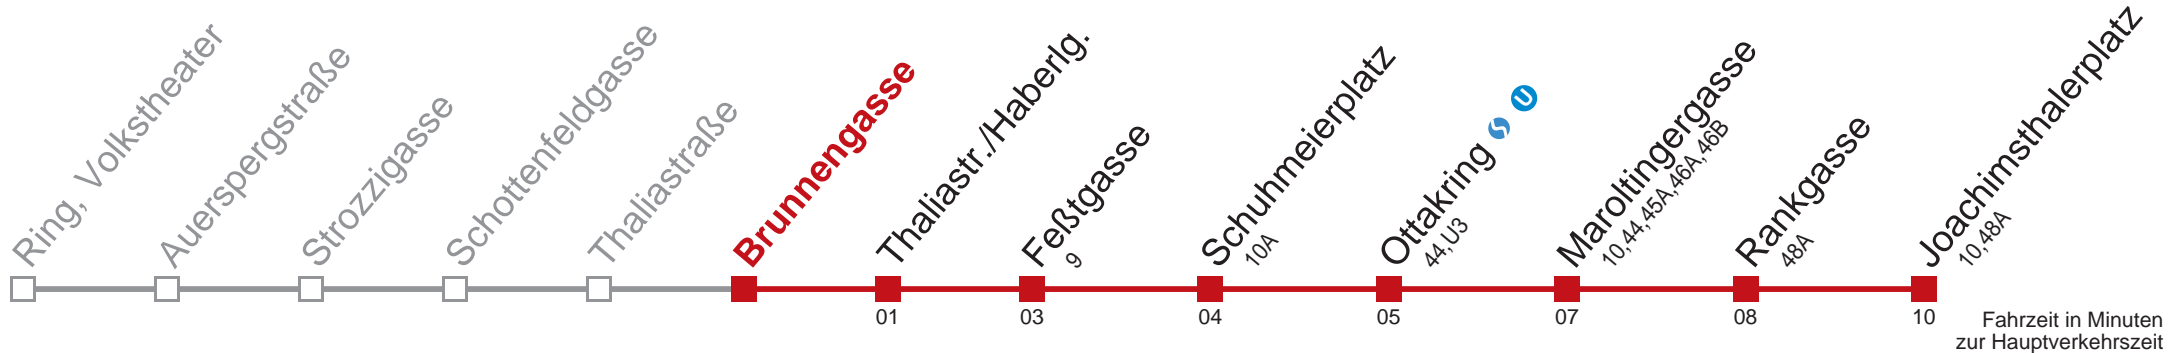 Ring, Volkstheater
Auerspergstraße
Strozzigasse
Schottenfeldgasse
Thaliastraße
Brunnengasse
Thaliastr./Haberlg.
01
Feßtgasse
9
03
Schuhmeierplatz
10A
04
Ottakring S U
44,U3
05
Maroltingergasse
10,44,45A,46A,46B
07
Rankgasse
48A
08
Joachimsthalerplatz
10,48A
10
Fahrzeit in Minuten
zur Hauptverkehrszeit